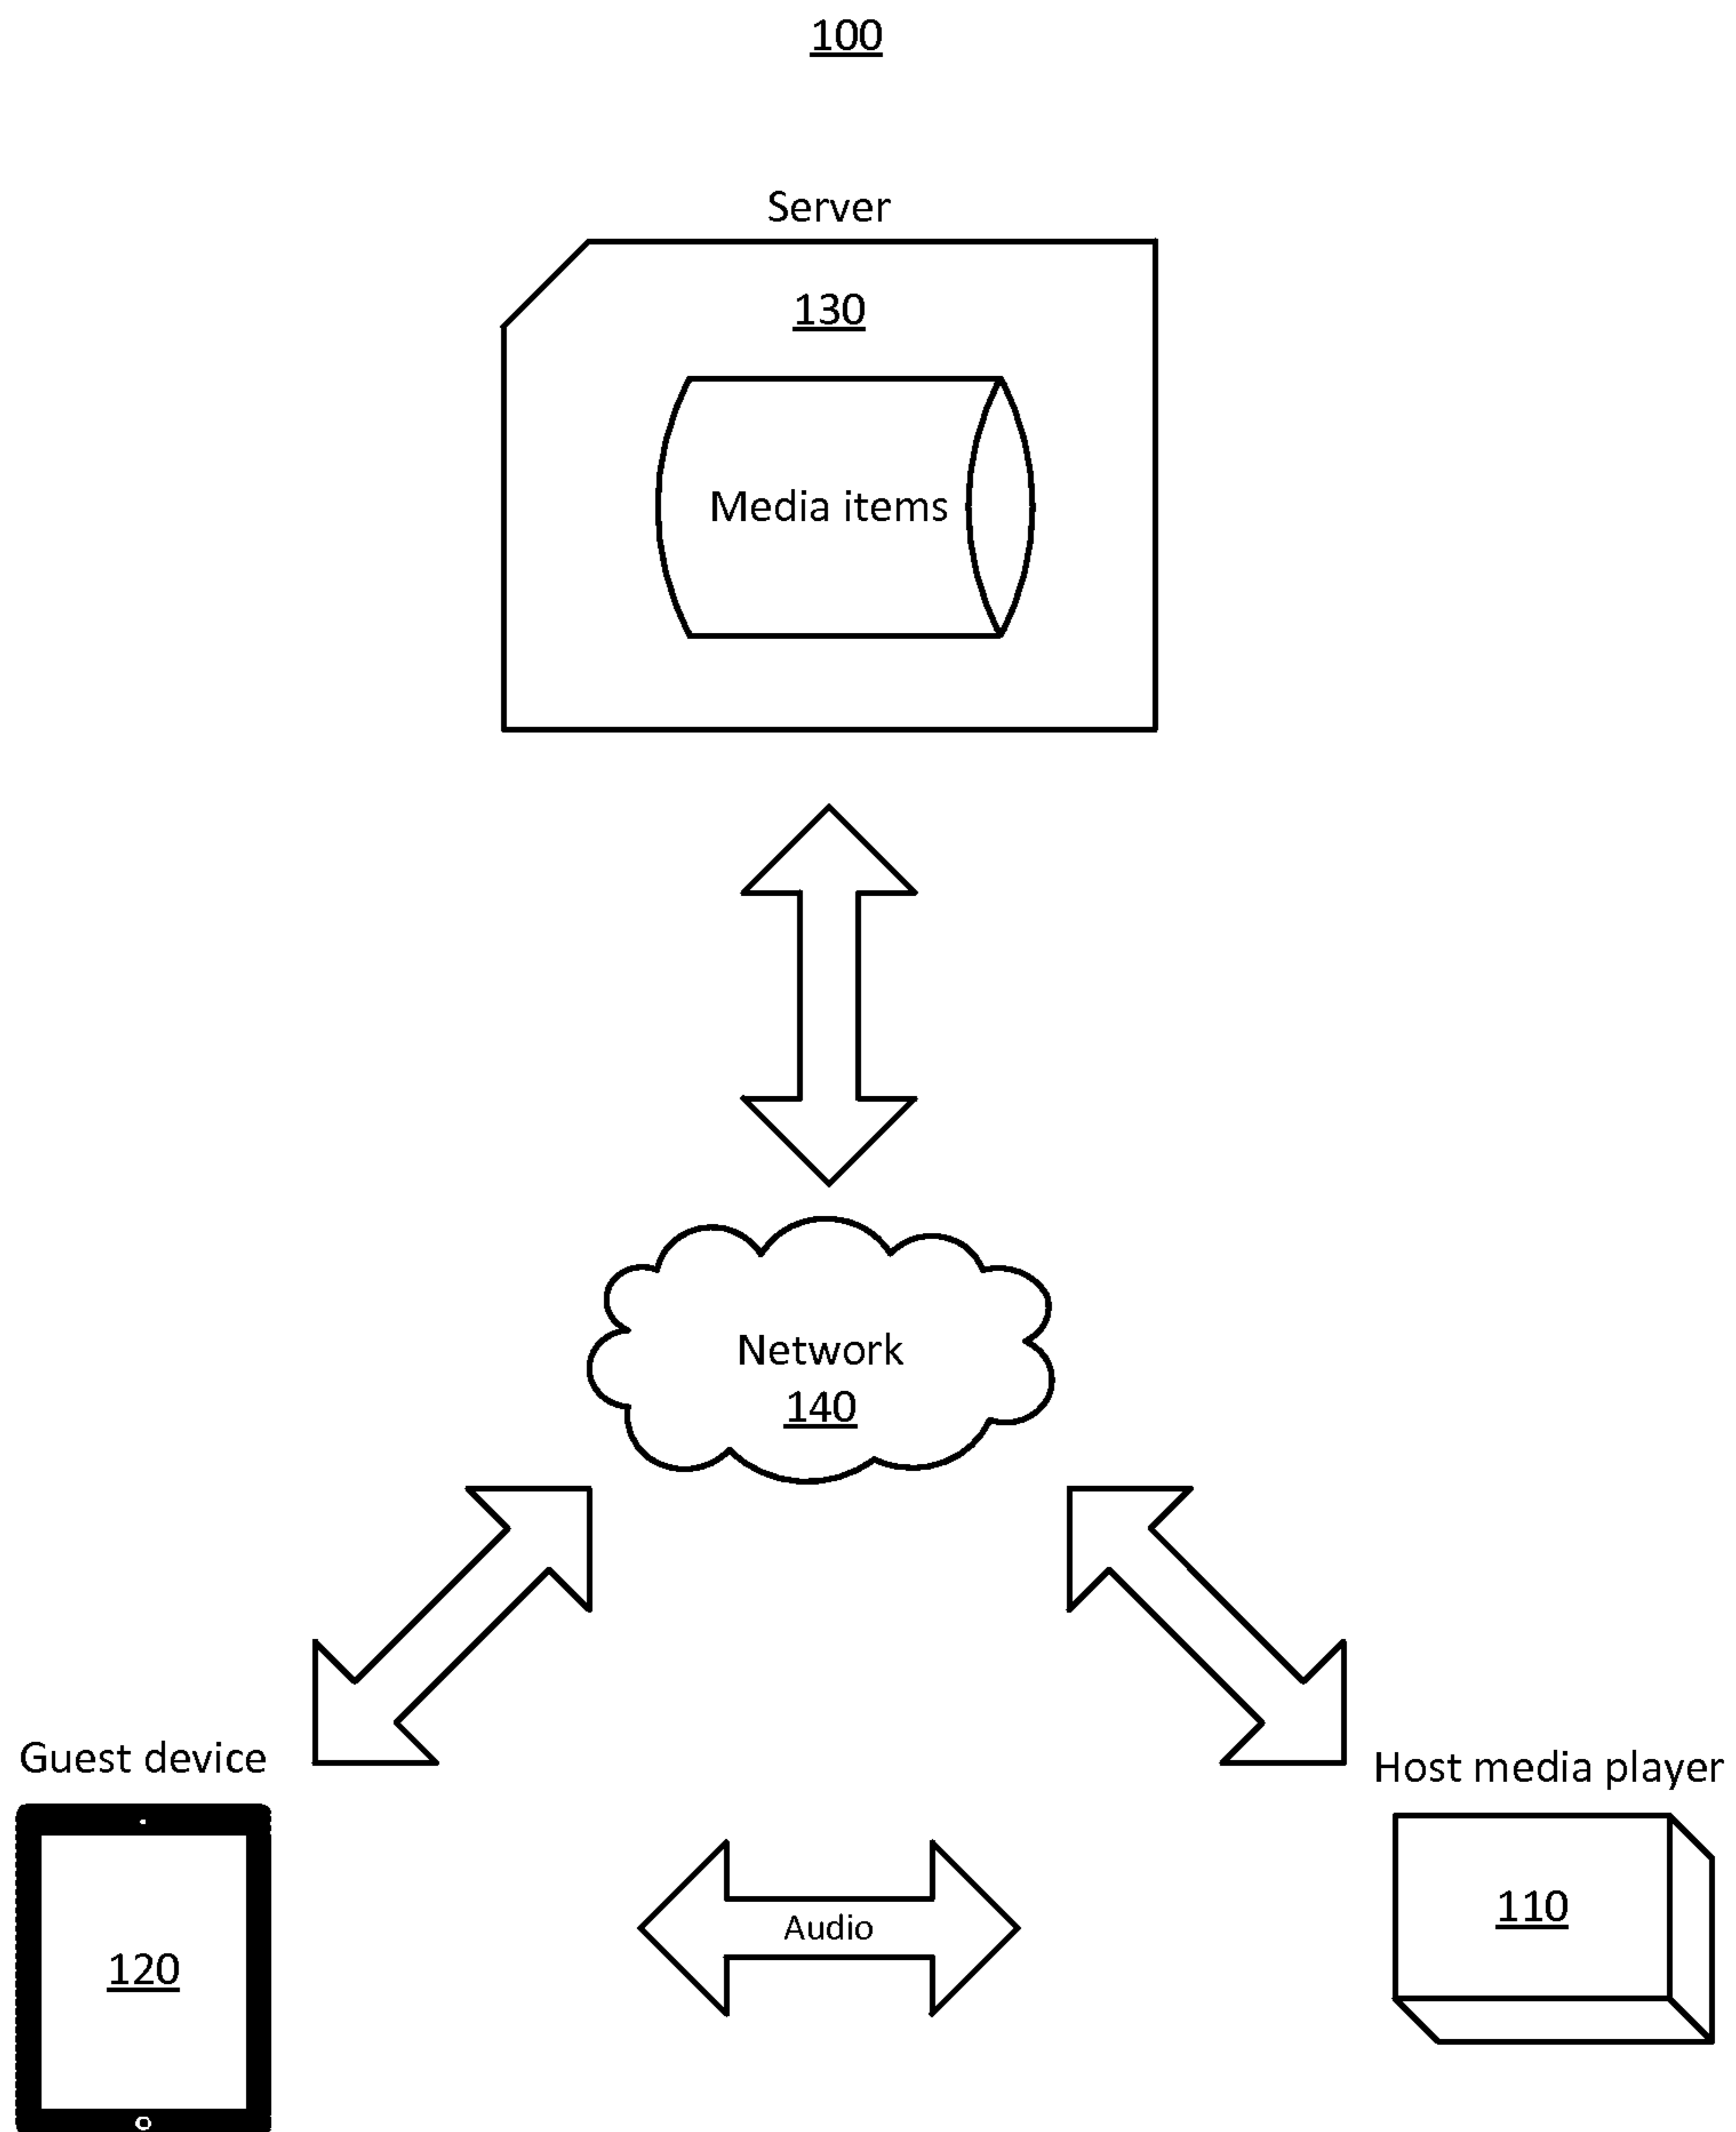 100
Server
130
Media items
Network
140
Guest device
Host media player
110
Audio
120